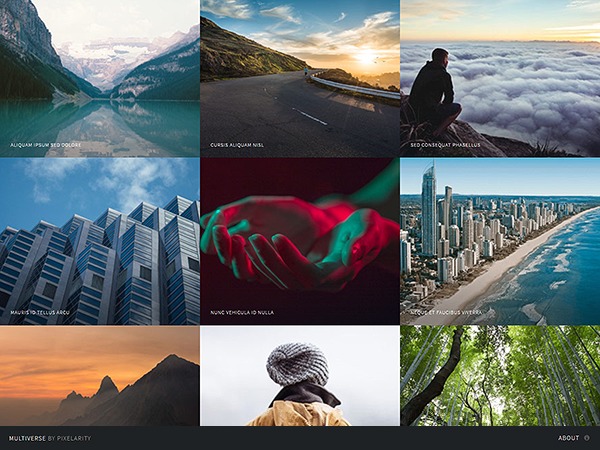 ALIQUAM IPSUM SED DOLORE
CURSIS ALIQUAM NISL
SED CONSEQUAT PHASELLUS
MAURIS ID TELLUS ARCU
NUNC VEHICULA ID NULLA
NEQUE ET FAUCIBUS VIVERRA
MULTIVERSE BY PIXELARITY
ABOUT